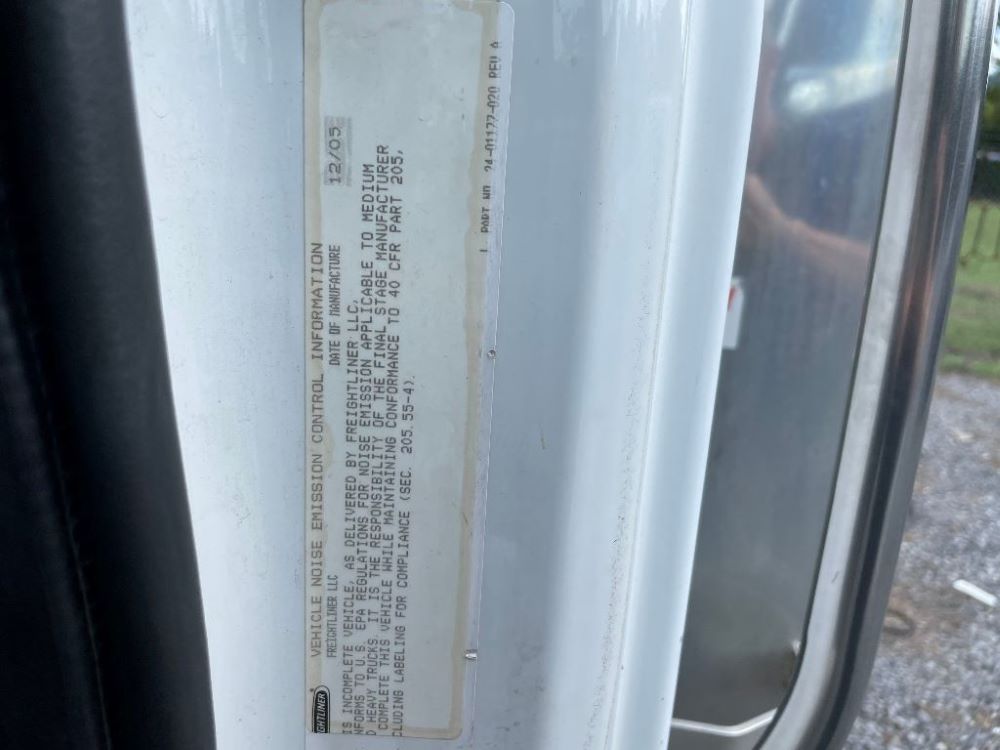 VEHICLE NOISE EMISSION CONTROL INFORMATION
FREIGHTLINER LLC DATE OF MANUFACTURE 12/05
IS INCOMPLETE VEHICLE, AS DELIVERED BY FREIGHTLINER LLC,
NFORMS TO U.S. EPA REGULATIONS FOR NOISE EMISSION APPLICABLE TO MEDIUM
D HEAVY TRUCKS. IT IS THE RESPONSIBILITY OF THE FINAL STAGE MANUFACTURER
COMPLETE THIS VEHICLE WHILE MAINTAINING CONFORMANCE TO 40 CFR PART 205,
CLUDING LABELING FOR COMPLIANCE (SEC. 205.55-4).
PART NO. 24-01177-020 REV A
GHTLINER